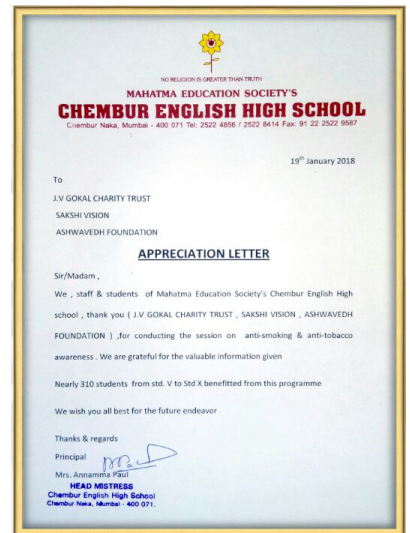 NO RELIGION IS GREATER THAN TRUTH
MAHATMA EDUCATION SOCIETY'S
CHEMBUR ENGLISH HIGH SCHOOL
Chembur Naka, Mumbai - 400 071 Tel: 2522 4856 / 2522 8414 Fax: 91 22 2522 9587
19th January 2018
To
J.V GOKAL CHARITY TRUST
SAKSHI VISION
ASHWAVEDH FOUNDATION
APPRECIATION LETTER
Sir/Madam ,
We , staff & students of Mahatma Education Society's Chembur English High
school , thank you ( J.V GOKAL CHARITY TRUST , SAKSHI VISION , ASHWAVEDH
FOUNDATION ) ,for conducting the session on anti-smoking & anti-tobacco
awareness . We are grateful for the valuable information given
Nearly 310 students from std. V to Std X benefitted from this programme
We wish you all best for the future endeavor
Thanks & regards
Principal
Mrs. Annamma Paul
HEAD MISTRESS
Chembur English High School
Chembur Naka, Mumbai - 400 071.